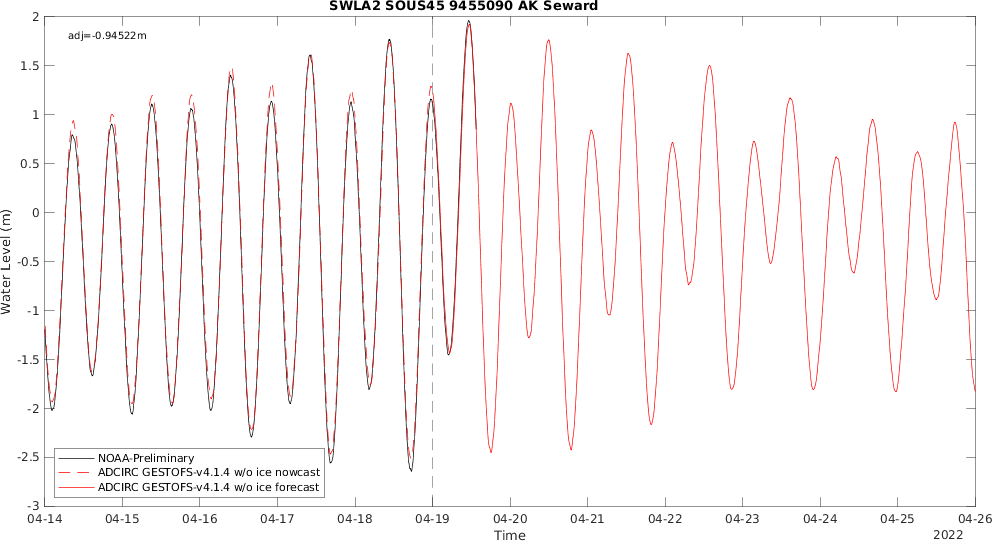 SWLA2 SOUS45 9455090 AK Seward
adj=-0.94522m
2
1.5
1
0.5
0
-0.5
-1
-1.5
-2
-2.5
-3
Water Level (m)
NOAA-Preliminary
ADCIRC GESTOFS-v4.1.4 w/o ice nowcast
ADCIRC GESTOFS-v4.1.4 w/o ice forecast
04-14 04-15 04-16 04-17 04-18 04-19 04-20 04-21 04-22 04-23 04-24 04-25 04-26
Time
2022